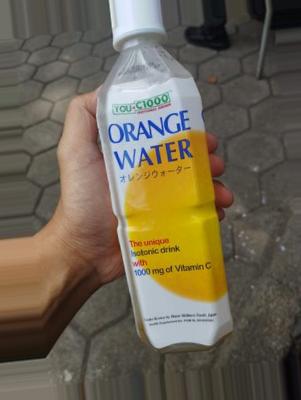 YOU·C1000
ORANGE
WATER
オレンジウォーター
The unique
Isotonic drink
with
1000 mg of Vitamin C